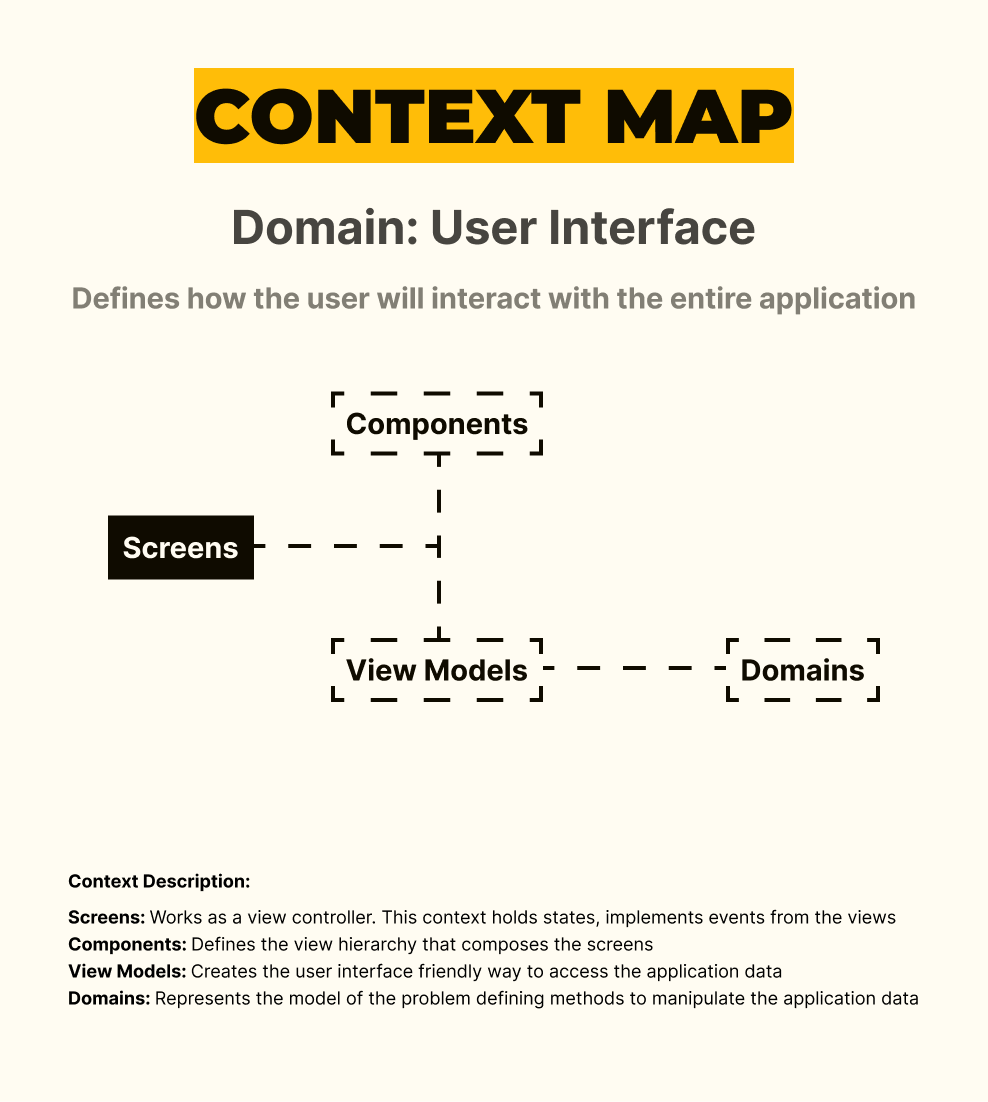 CONTEXT MAP
Domain: User Interface
Defines how the user will interact with the entire application
Components
Screens
View Models
Domains
Context Description:
Screens: Works as a view controller. This context holds states, implements events from the views
Components: Defines the view hierarchy that composes the screens
View Models: Creates the user interface friendly way to access the application data
Domains: Represents the model of the problem defining methods to manipulate the application data